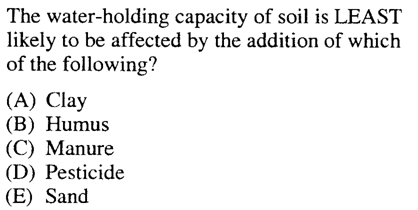 The water-holding capacity of soil is LEAST
likely to be affected by the addition of which
of the following?
(A) Clay
(B) Humus
(C) Manure
(D) Pesticide
(E) Sand